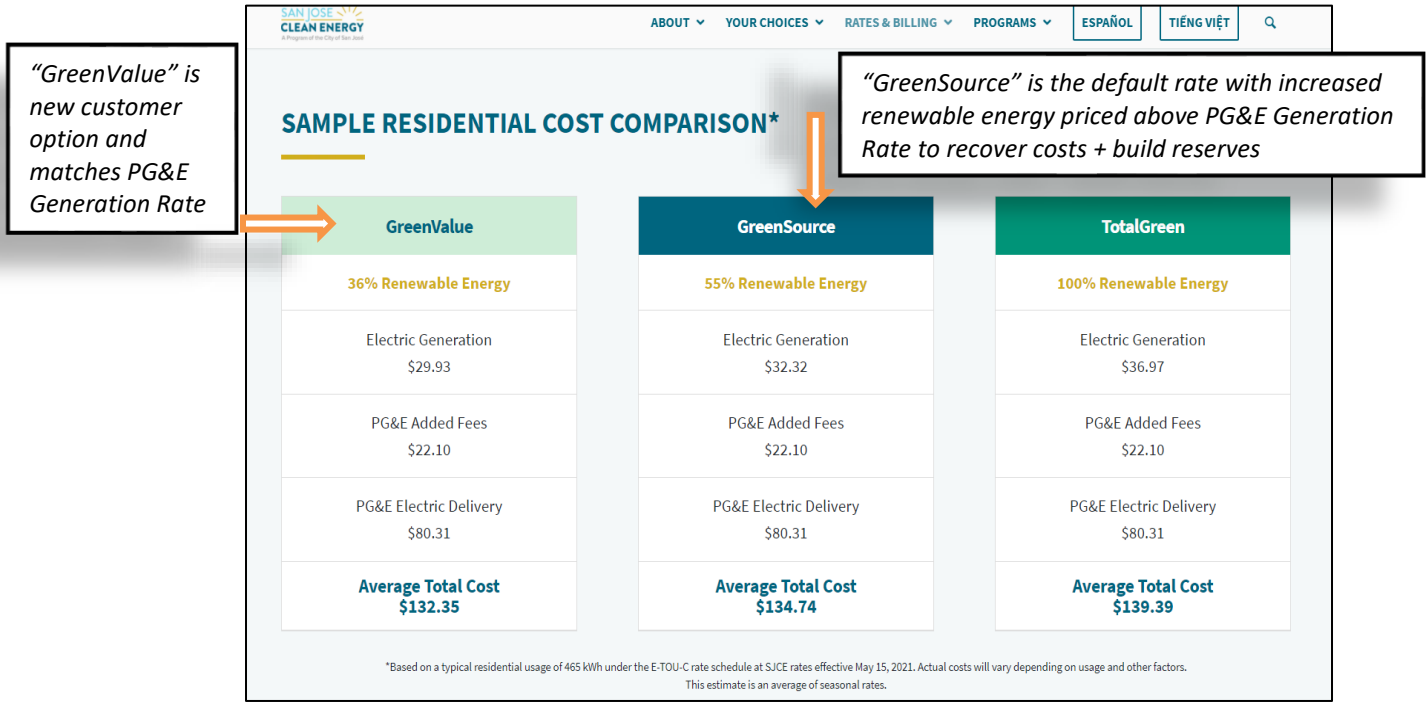 SAN JOSE
CLEAN ENERGY
A Program of the City of San José
ABOUT
YOUR CHOICES
RATES & BILLING
PROGRAMS
ESPAÑOL
TIẾNG VIỆT
“GreenValue” is
new customer
option and
matches PG&E
Generation Rate
“GreenSource” is the default rate with increased
renewable energy priced above PG&E Generation
Rate to recover costs + build reserves
SAMPLE RESIDENTIAL COST COMPARISON*
GreenValue
36% Renewable Energy
Electric Generation
$29.93
PG&E Added Fees
$22.10
PG&E Electric Delivery
$80.31
Average Total Cost
$132.35
GreenSource
55% Renewable Energy
Electric Generation
$32.32
PG&E Added Fees
$22.10
PG&E Electric Delivery
$80.31
Average Total Cost
$134.74
TotalGreen
100% Renewable Energy
Electric Generation
$36.97
PG&E Added Fees
$22.10
PG&E Electric Delivery
$80.31
Average Total Cost
$139.39
*Based on a typical residential usage of 465 kWh under the E-TOU-C rate schedule at SJCE rates effective May 15, 2021. Actual costs will vary depending on usage and other factors.
This estimate is an average of seasonal rates.